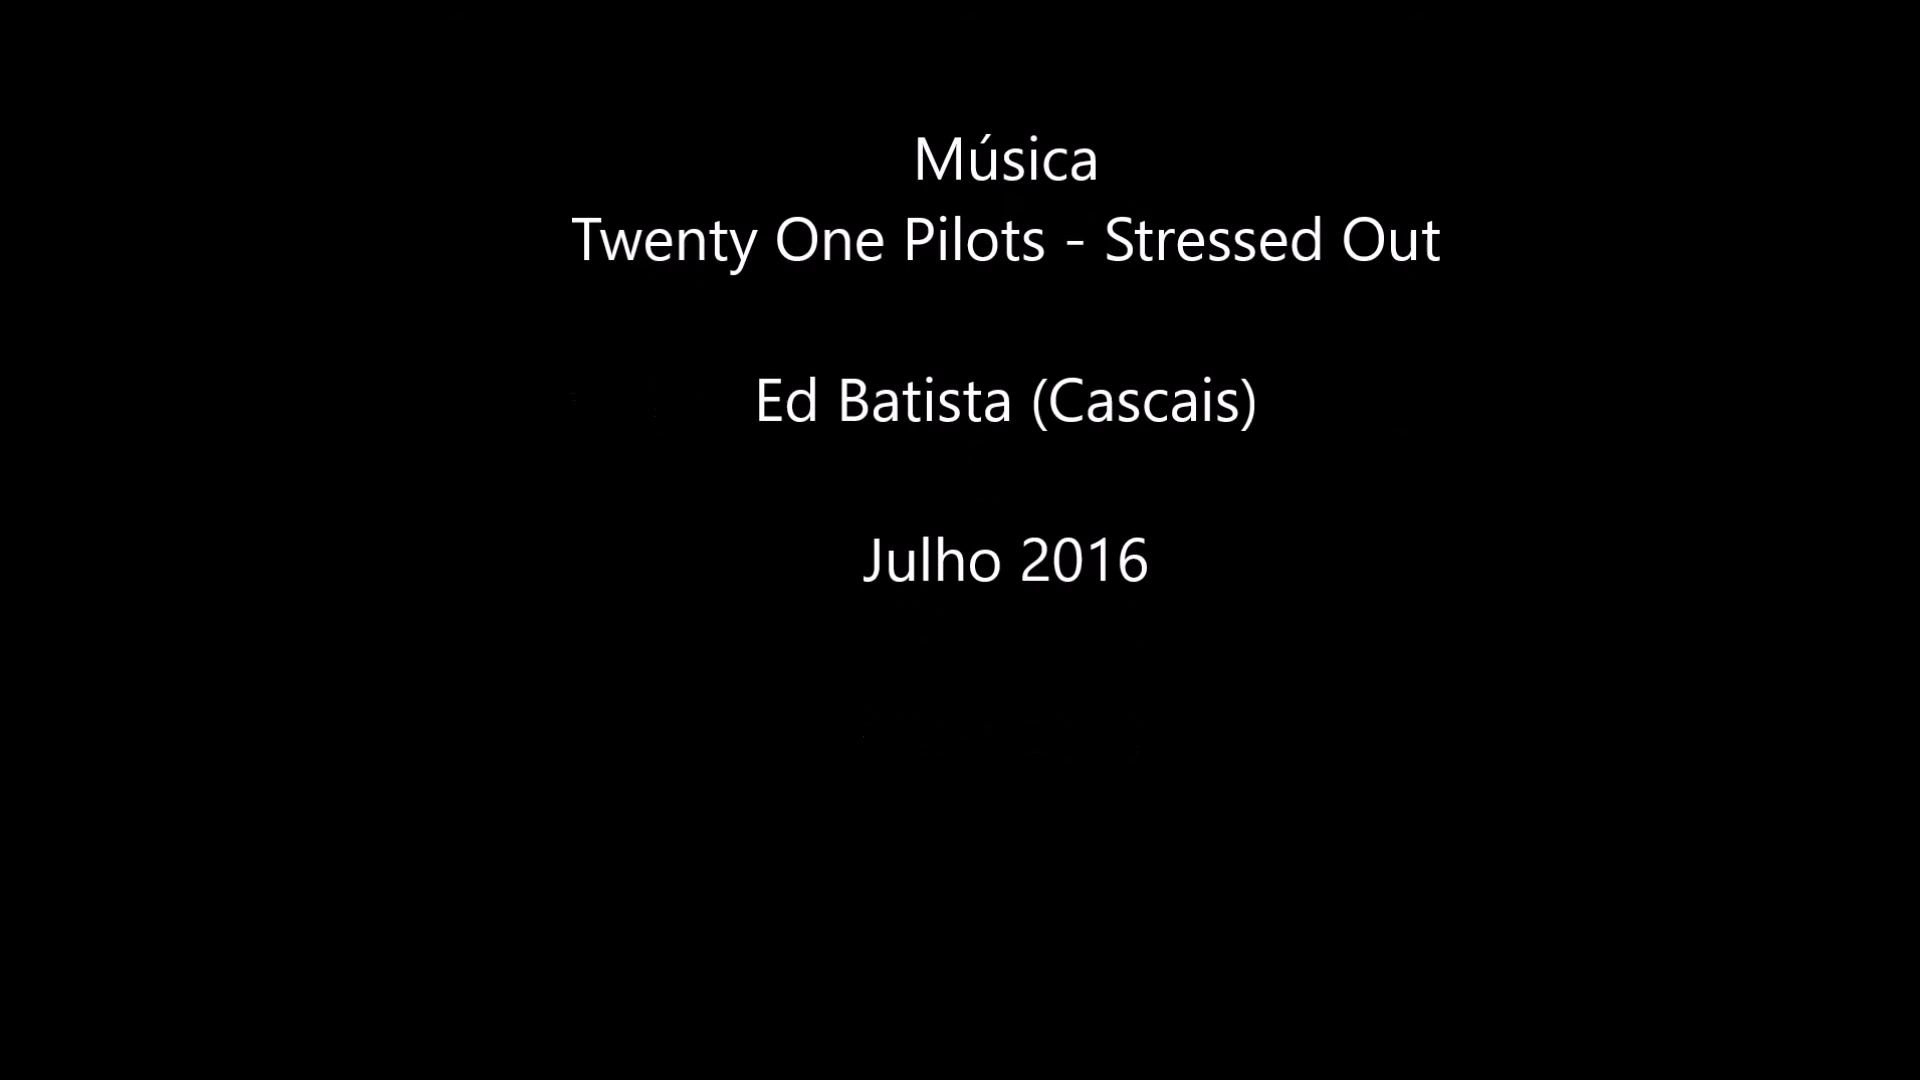 Música
Twenty One Pilots - Stressed Out
Ed Batista (Cascais)
Julho 2016